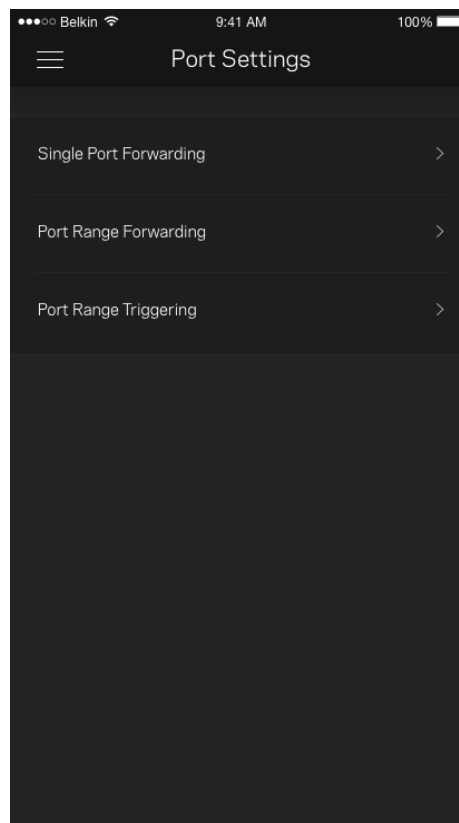 Belkin 9:41 AM 100%
Port Settings
Single Port Forwarding
Port Range Forwarding
Port Range Triggering